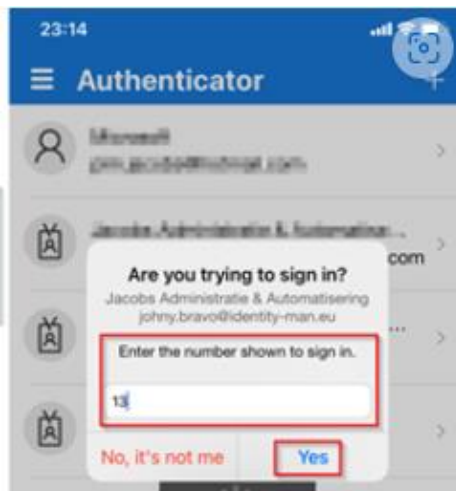 23:14
Authenticator
com
Are you trying to sign in?
Jacobs Administratie & Automatisering
johny.bravo@identity-man.eu
...
Enter the number shown to sign in.
13
No, it's not me
Yes